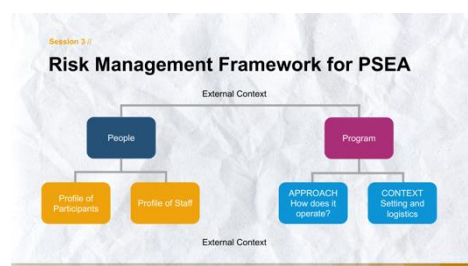 Session 3 //
Risk Management Framework for PSEA
External Context
People
Program
Profile of
Participants
Profile of Staff
APPROACH
How does it
operate?
CONTEXT
Setting and
logistics
External Context